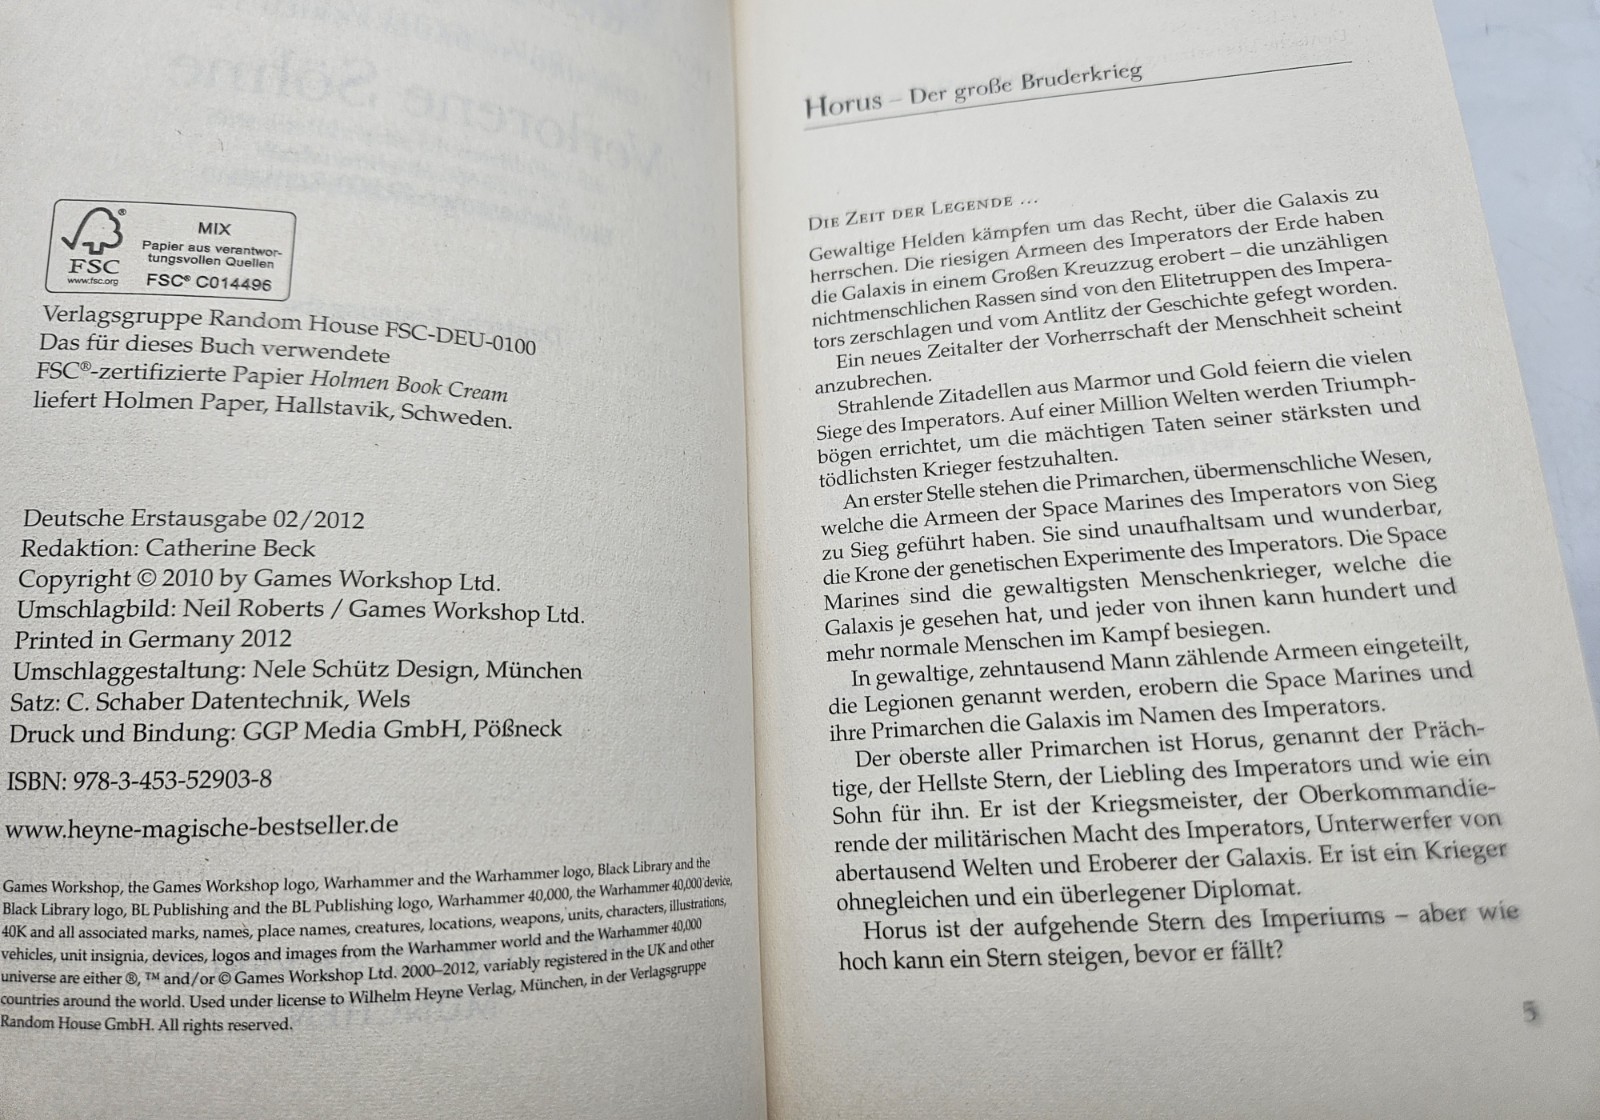 MIX
Papier aus verantwor-
tungsvollen Quellen
FSC® C014496
FSC
www.fsc.org
Verlagsgruppe Random House FSC-DEU-0100
Das für dieses Buch verwendete
FSC®-zertifizierte Papier Holmen Book Cream
liefert Holmen Paper, Hallstavik, Schweden.
Deutsche Erstausgabe 02/2012
Redaktion: Catherine Beck
Copyright © 2010 by Games Workshop Ltd.
Umschlagbild: Neil Roberts / Games Workshop Ltd.
Printed in Germany 2012
Umschlaggestaltung: Nele Schütz Design, München
Satz: C. Schaber Datentechnik, Wels
Druck und Bindung: GGP Media GmbH, Pößneck
ISBN: 978-3-453-52903-8
www.heyne-magische-bestseller.de
Games Workshop, the Games Workshop logo, Warhammer and the Warhammer logo, Black Library and the
Black Library logo, BL Publishing and the BL Publishing logo, Warhammer 40,000, the Warhammer 40,000 device,
40K and all associated marks, names, place names, creatures, locations, weapons, units, characters, illustrations,
vehicles, unit insignia, devices, logos and images from the Warhammer world and the Warhammer 40,000
universe are either ®, ™ and/or © Games Workshop Ltd. 2000–2012, variably registered in the UK and other
countries around the world. Used under license to Wilhelm Heyne Verlag, München, in der Verlagsgruppe
Random House GmbH. All rights reserved.
Horus – Der große Bruderkrieg
Die Zeit der Legende ...
Gewaltige Helden kämpfen um das Recht, über die Galaxis zu
herrschen. Die riesigen Armeen des Imperators der Erde haben
die Galaxis in einem Großen Kreuzzug erobert – die unzähligen
nichtmenschlichen Rassen sind von den Elitetruppen des Impera-
tors zerschlagen und vom Antlitz der Geschichte gefegt worden.
Ein neues Zeitalter der Vorherrschaft der Menschheit scheint
anzubrechen.
Strahlende Zitadellen aus Marmor und Gold feiern die vielen
Siege des Imperators. Auf einer Million Welten werden Triumph-
bögen errichtet, um die mächtigen Taten seiner stärksten und
tödlichsten Krieger festzuhalten.
An erster Stelle stehen die Primarchen, übermenschliche Wesen,
welche die Armeen der Space Marines des Imperators von Sieg
zu Sieg geführt haben. Sie sind unaufhaltsam und wunderbar,
die Krone der genetischen Experimente des Imperators. Die Space
Marines sind die gewaltigsten Menschenkrieger, welche die
Galaxis je gesehen hat, und jeder von ihnen kann hundert und
mehr normale Menschen im Kampf besiegen.
In gewaltige, zehntausend Mann zählende Armeen eingeteilt,
die Legionen genannt werden, erobern die Space Marines und
ihre Primarchen die Galaxis im Namen des Imperators.
Der oberste aller Primarchen ist Horus, genannt der Präch-
tige, der Hellste Stern, der Liebling des Imperators und wie ein
Sohn für ihn. Er ist der Kriegsmeister, der Oberkommandie-
rende der militärischen Macht des Imperators, Unterwerfer von
abertausend Welten und Eroberer der Galaxis. Er ist ein Krieger
ohnegleichen und ein überlegener Diplomat.
Horus ist der aufgehende Stern des Imperiums – aber wie
hoch kann ein Stern steigen, bevor er fällt?
5